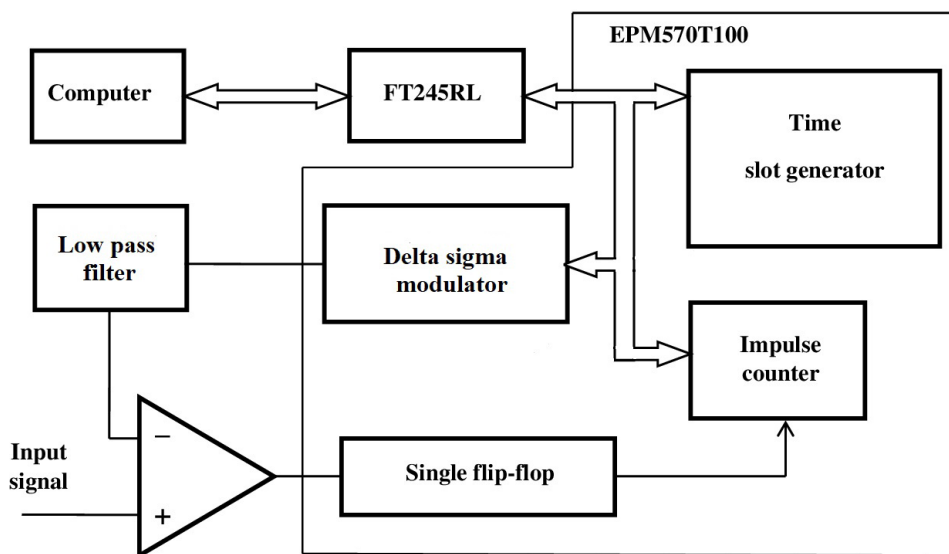 EPM570T100
Computer
FT245RL
Time
slot generator
Low pass
filter
Delta sigma
modulator
Impulse
counter
Input
signal
−
+
Single flip-flop